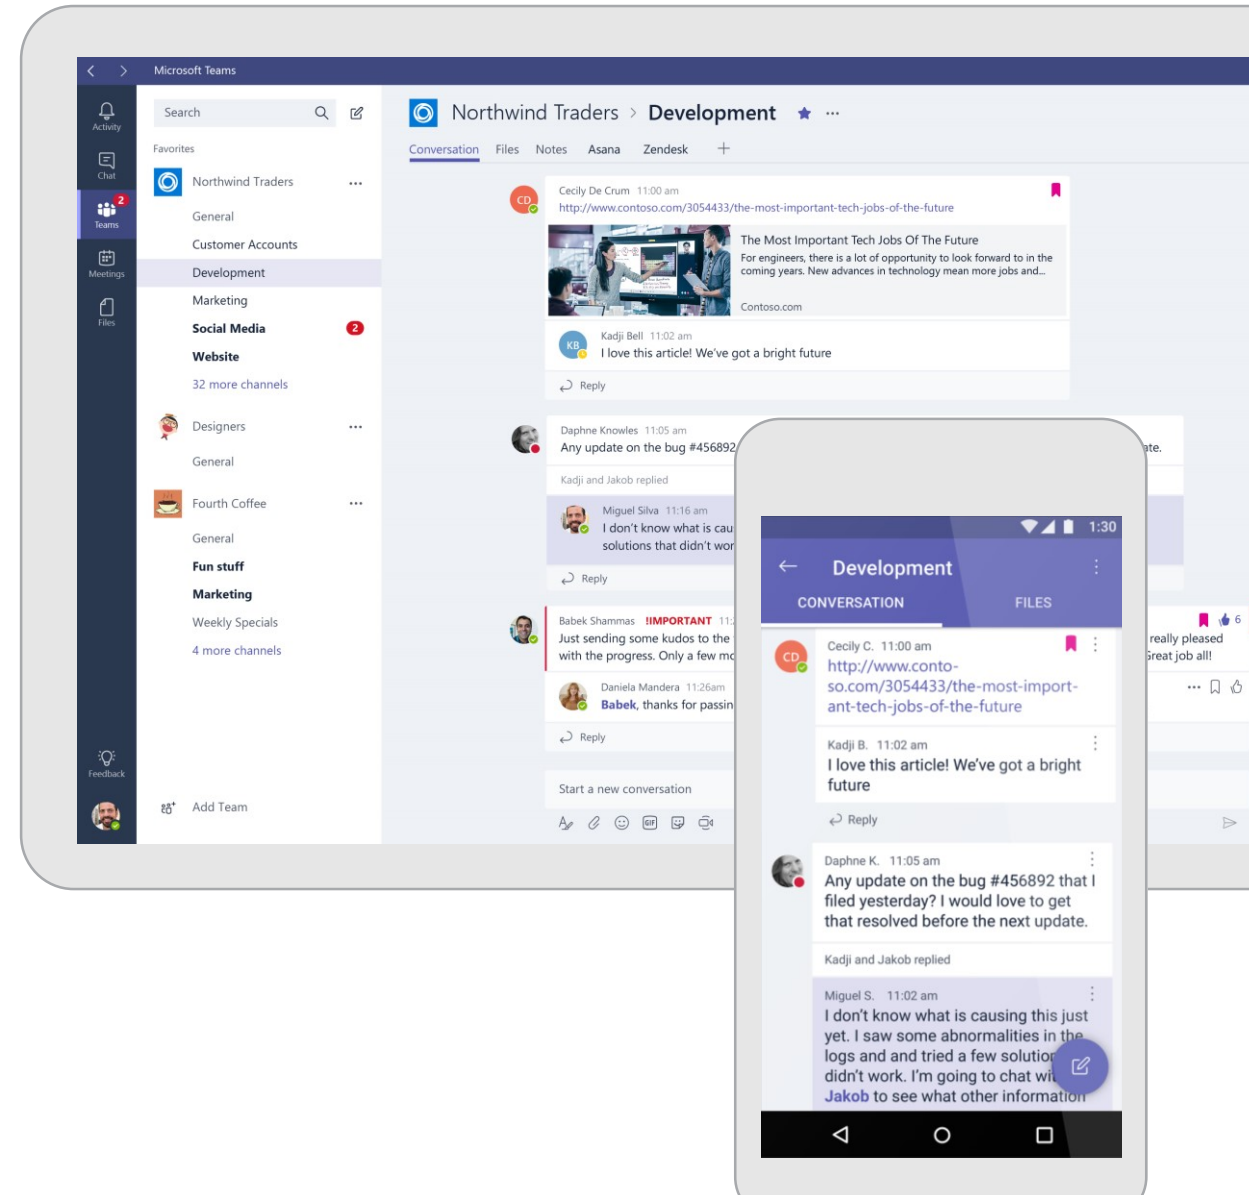 Microsoft Teams
Activity
Chat
2
Teams
Meetings
Files
Feedback
Search
Favorites
Northwind Traders
General
Customer Accounts
Development
Marketing
Social Media 2
Website
32 more channels
Designers
General
Fourth Coffee
General
Fun stuff
Marketing
Weekly Specials
4 more channels
Add Team
Northwind Traders > Development
Conversation Files Notes Asana Zendesk
CD
Cecily De Crum 11:00 am
http://www.contoso.com/3054433/the-most-important-tech-jobs-of-the-future
The Most Important Tech Jobs Of The Future
For engineers, there is a lot of opportunity to look forward to in the
coming years. New advances in technology mean more jobs and...
Contoso.com
KB
Kadji Bell 11:02 am
I love this article! We've got a bright future
Reply
Daphne Knowles 11:05 am
Any update on the bug #456892
Kadji and Jakob replied
Miguel Silva 11:16 am
I don't know what is
solutions that didn't
Reply
Babek Shammas !!IMPORTANT 6
Just sending some kudos to the really pleased
with the progress. Only a few job all!
Daniela Mandera 11:26am
Babek, thanks for
Reply
Start a new conversation
GIF
1:30
Development
CONVERSATION FILES
CD
Cecily C. 11:00 am
http://www.conto-
so.com/3054433/the-most-import-
ant-tech-jobs-of-the-future
Kadji B. 11:02 am
I love this article! We've got a bright
future
Reply
Daphne K. 11:05 am
Any update on the bug #456892 that I
filed yesterday? I would love to get
that resolved before the next update.
Kadji and Jakob replied
Miguel S. 11:02 am
I don't know what is causing this just
yet. I saw some abnormalities in the
logs and and tried a few
didn't work. I'm going to chat
Jakob to see what other information